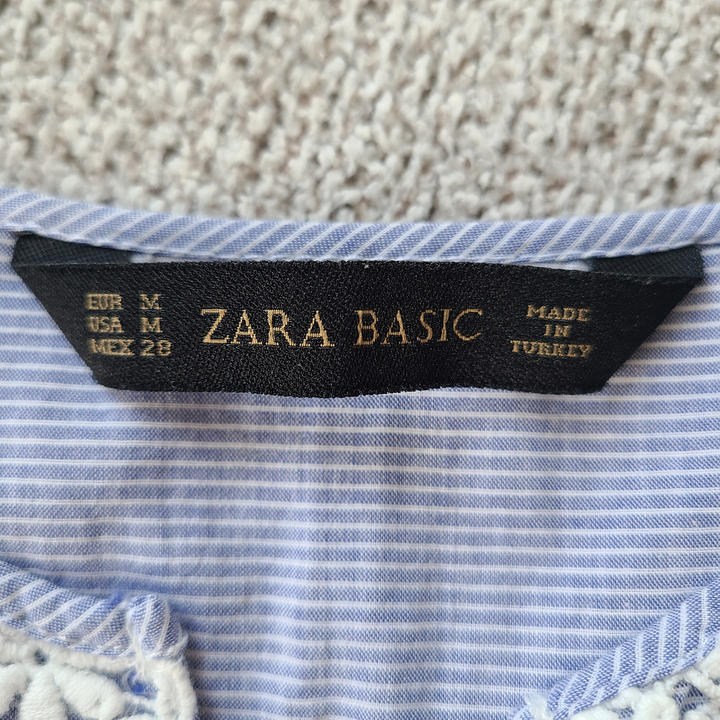 EUR M
USA M
MEX 28
ZARA BASIC
MADE
IN
TURKEY